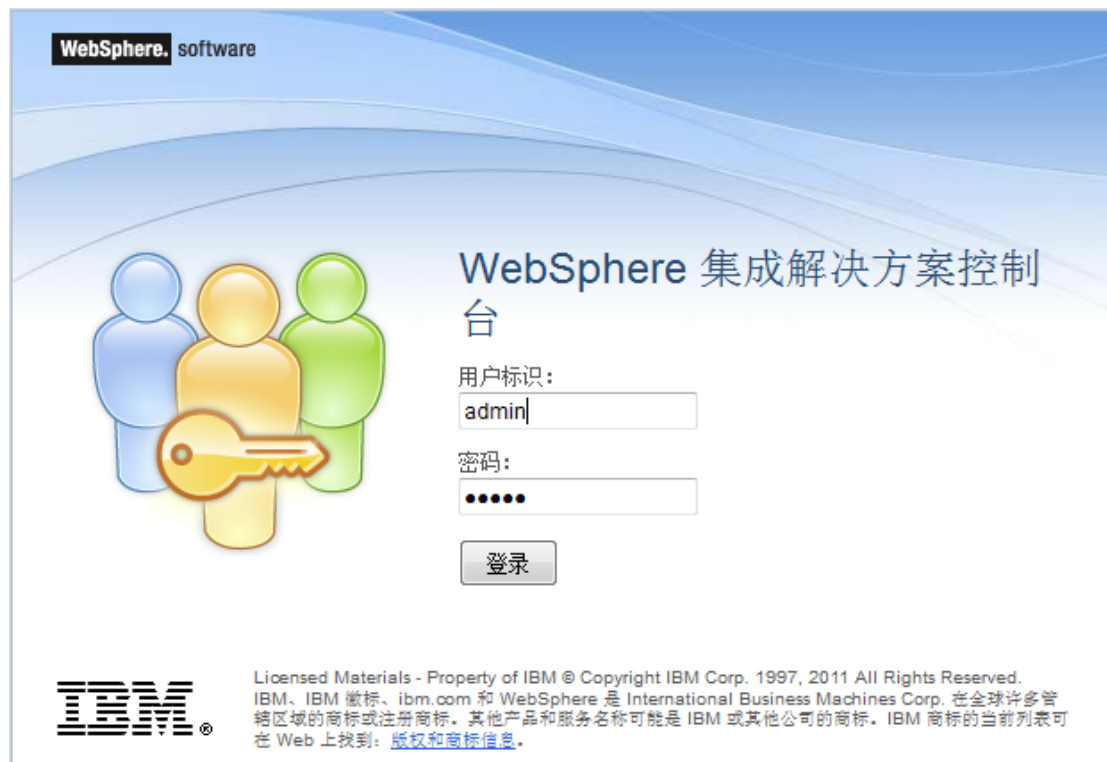 WebSphere. software
WebSphere 集成解决方案控制
台
用户标识：
admin
密码：
•••••
登录
IBM®
Licensed Materials - Property of IBM © Copyright IBM Corp. 1997, 2011 All Rights Reserved.
IBM、IBM 徽标、ibm.com 和 WebSphere 是 International Business Machines Corp. 在全球许多管
辖区域的商标或注册商标。其他产品和服务名称可能是 IBM 或其他公司的商标。IBM 商标的当前列表可
在 Web 上找到：版权和商标信息。